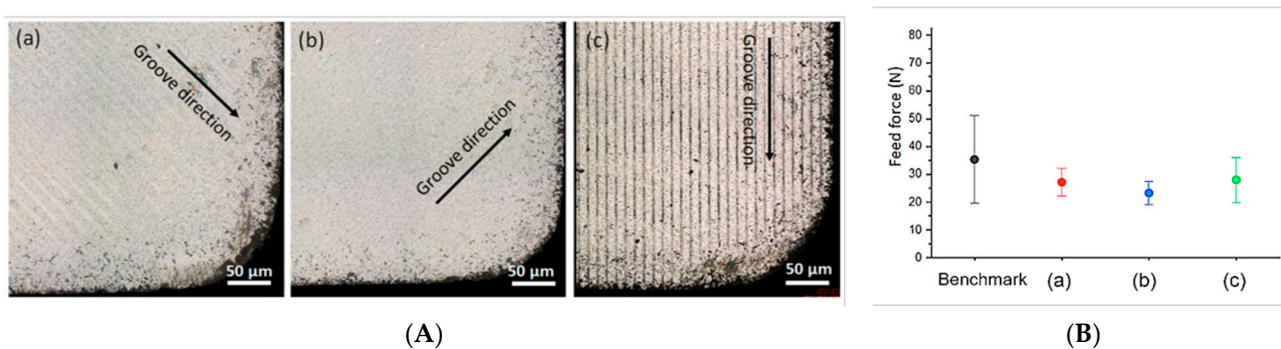 (a)
Groove direction
50 µm
(b)
Groove direction
50 µm
(c)
Groove direction
50 µm
(A)
Feed force (N)
80
70
60
50
40
30
20
10
0
Benchmark (a) (b) (c)
(B)